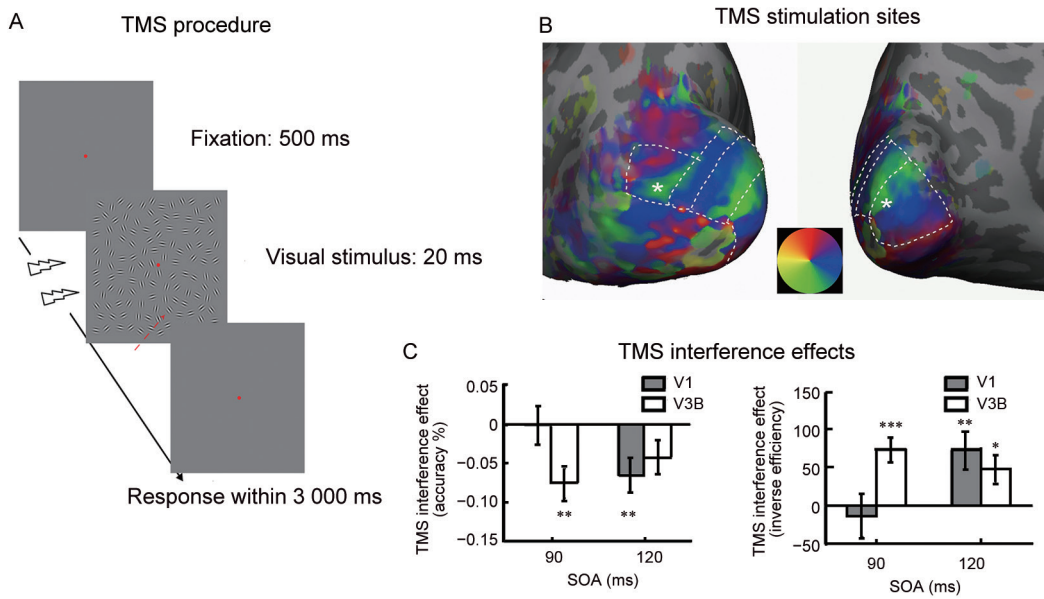 A
TMS procedure
Fixation: 500 ms
Visual stimulus: 20 ms
Response within 3 000 ms
B
TMS stimulation sites
*
*
C
TMS interference effects
TMS interference effect
(accuracy %)
0.05
0.00
−0.05
−0.10
−0.15
V1
V3B
**
**
90
120
SOA (ms)
TMS interference effect
(inverse efficiency)
150
100
50
0
−50
V1
V3B
***
**
*
90
120
SOA (ms)